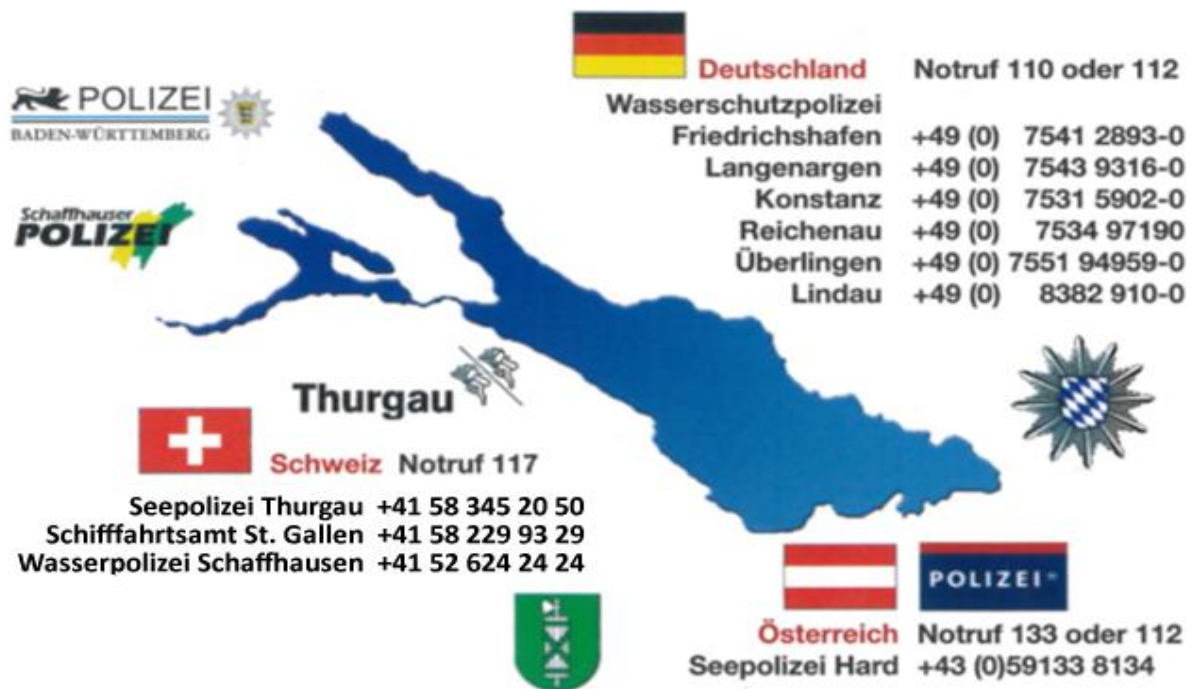 POLIZEI
BADEN-WÜRTTEMBERG
Schaffhauser
POLIZEI
Deutschland Notruf 110 oder 112
Wasserschutzpolizei
Friedrichshafen +49 (0) 7541 2893-0
Langenargen +49 (0) 7543 9316-0
Konstanz +49 (0) 7531 5902-0
Reichenau +49 (0) 7534 97190
Überlingen +49 (0) 7551 94959-0
Lindau +49 (0) 8382 910-0
Thurgau
Schweiz Notruf 117
Seepolizei Thurgau +41 58 345 20 50
Schifffahrtsamt St. Gallen +41 58 229 93 29
Wasserpolizei Schaffhausen +41 52 624 24 24
POLIZEI
Österreich Notruf 133 oder 112
Seepolizei Hard +43 (0)59133 8134